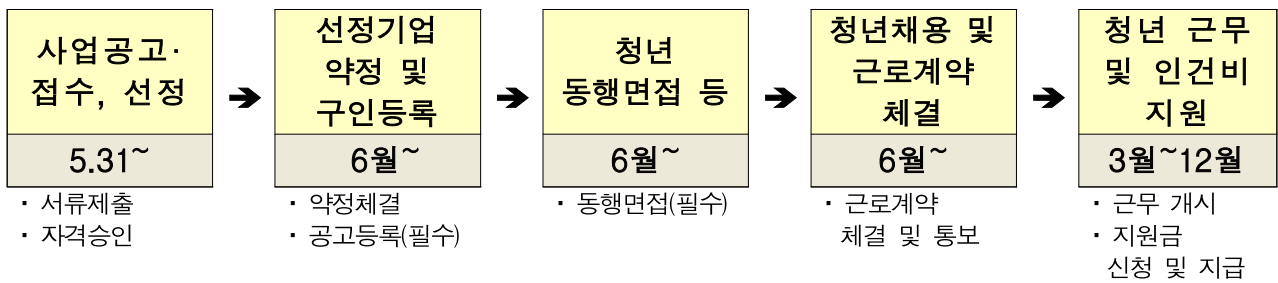 사업공고·
접수, 선정
5.31~
· 서류제출
· 자격승인
➔
선정기업
약정 및
구인등록
6월~
· 약정체결
· 공고등록(필수)
➔
청년
동행면접 등
6월~
· 동행면접(필수)
➔
청년채용 및
근로계약
체결
6월~
· 근로계약
체결 및 통보
➔
청년 근무
및 인건비
지원
3월~12월
· 근무 개시
· 지원금
신청 및 지급